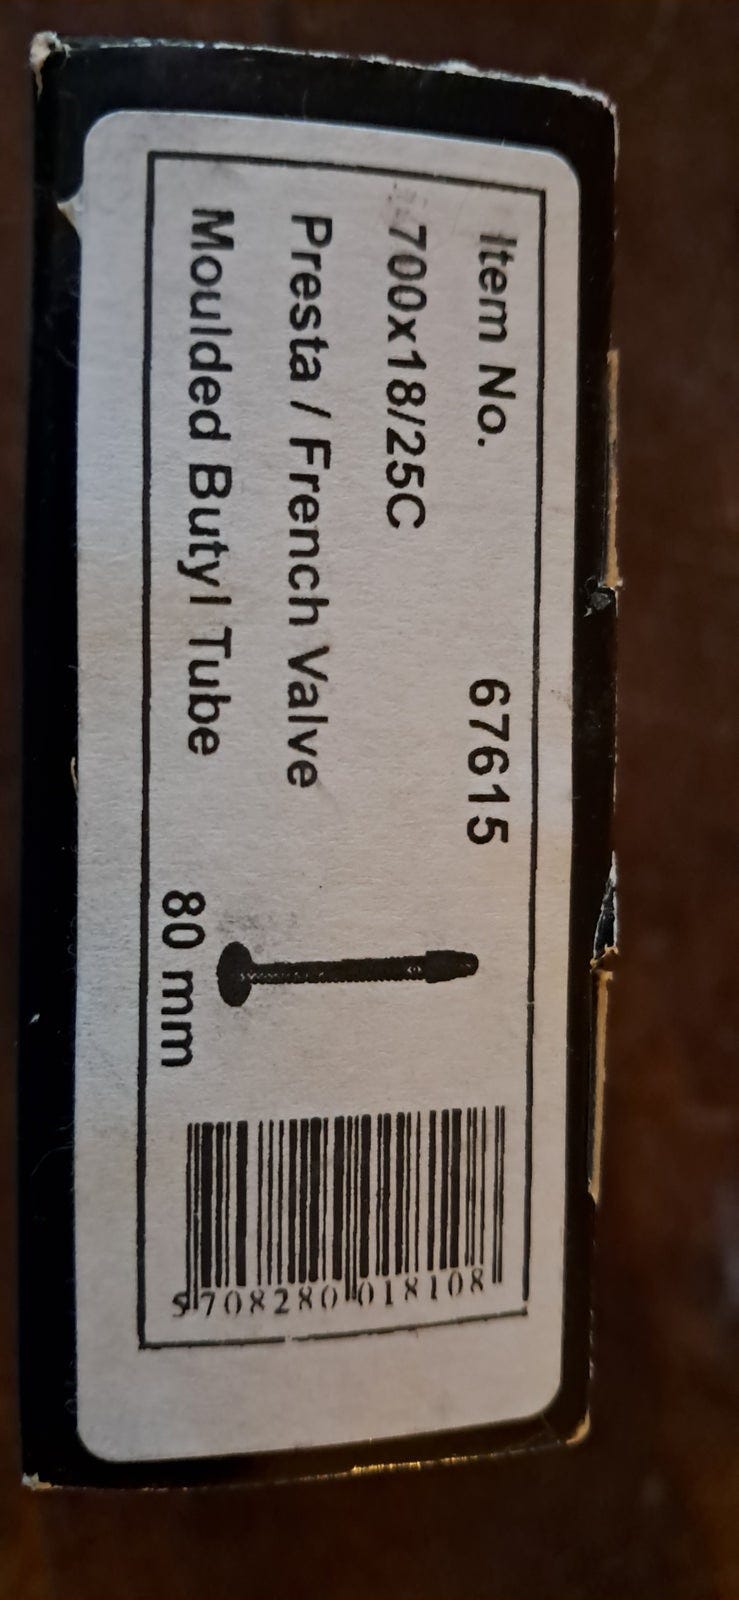 Item No. 67615
700x18/25C
Presta / French Valve
Moulded Butyl Tube
80 mm
5708280018108